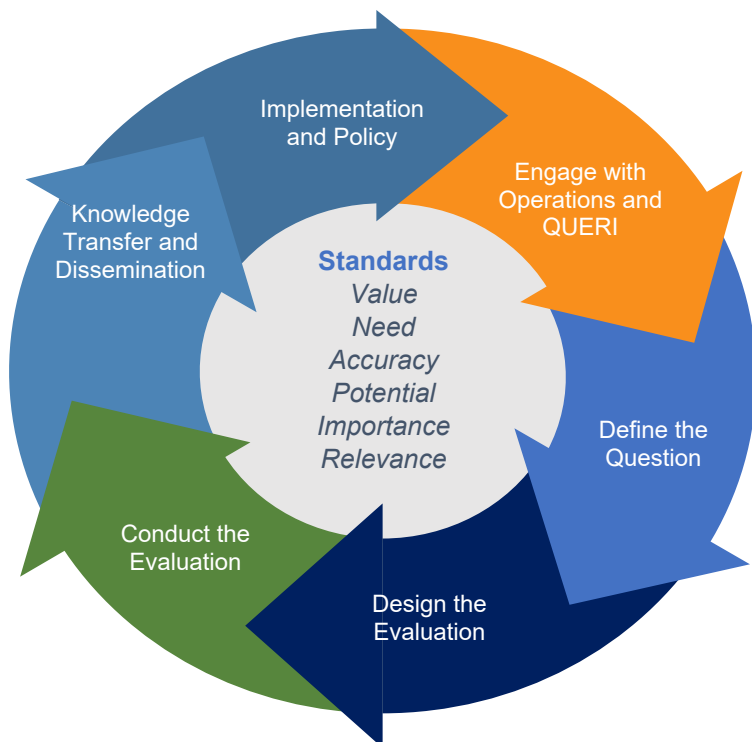 Implementation
and Policy
Engage with
Operations and
QUERI
Define the
Question
Design the
Evaluation
Conduct the
Evaluation
Knowledge
Transfer and
Dissemination
Standards
Value
Need
Accuracy
Potential
Importance
Relevance